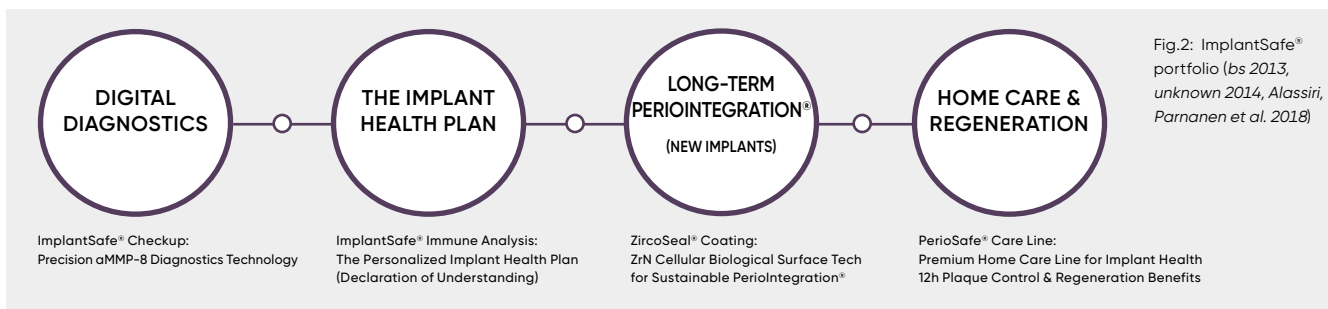 DIGITAL
DIAGNOSTICS
ImplantSafe® Checkup:
Precision aMMP-8 Diagnostics Technology
THE IMPLANT
HEALTH PLAN
ImplantSafe® Immune Analysis:
The Personalized Implant Health Plan
(Declaration of Understanding)
LONG-TERM
PERIOINTEGRATION®
(NEW IMPLANTS)
ZircoSeal® Coating:
ZrN Cellular Biological Surface Tech
for Sustainable PerioIntegration®
HOME CARE &
REGENERATION
PerioSafe® Care Line:
Premium Home Care Line for Implant Health
12h Plaque Control & Regeneration Benefits
Fig.2: ImplantSafe®
portfolio (bs 2013,
unknown 2014, Alassiri,
Parnanen et al. 2018)